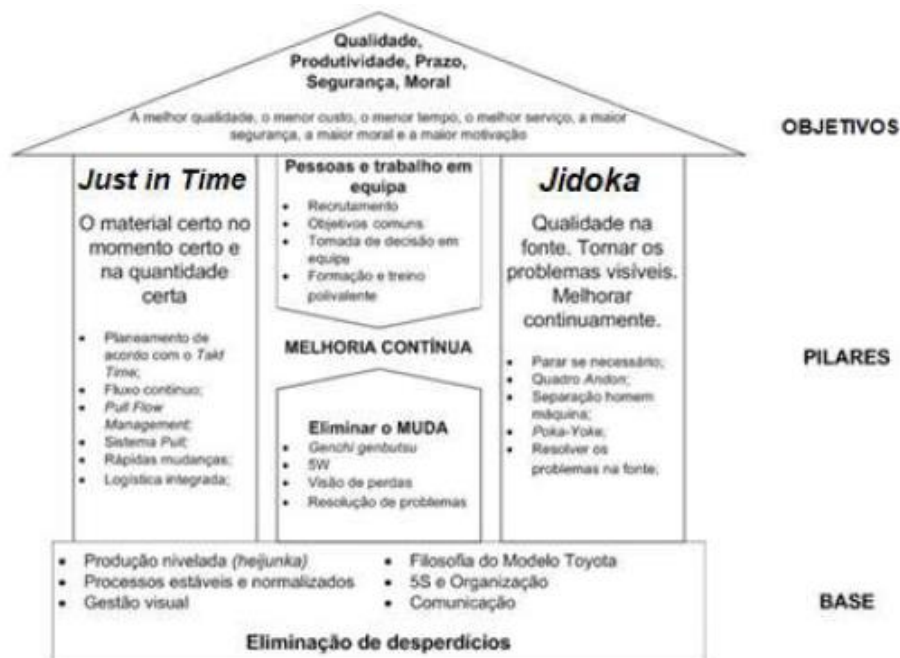 Qualidade,
Produtividade, Prazo,
Segurança, Moral
A melhor qualidade, o menor custo, o menor tempo, o melhor serviço, a maior
segurança, a maior moral e a maior motivação
OBJETIVOS
Just in Time
O material certo no
momento certo e
na quantidade
certa
• Planeamento de
acordo com o Takt
Time;
• Fluxo continuo;
• Pull Flow
Management;
• Sistema Pull;
• Rápidas mudanças;
• Logística integrada;
Pessoas e trabalho em
equipa
• Recrutamento
• Objetivos comuns
• Tomada de decisão em
equipe
• Formação e treino
polivalente
MELHORIA CONTÍNUA
Eliminar o MUDA
• Genchi genbutsu
• 5W
• Visão de perdas
• Resolução de problemas
Jidoka
Qualidade na
fonte. Tornar os
problemas visíveis.
Melhorar
continuamente.
• Parar se necessário;
• Quadro Andon;
• Separação homem
máquina;
• Poka-Yoke;
• Resolver os
problemas na fonte;
PILARES
• Produção nivelada (heijunka)
• Processos estáveis e normalizados
• Gestão visual
• Filosofia do Modelo Toyota
• 5S e Organização
• Comunicação
Eliminação de desperdícios
BASE